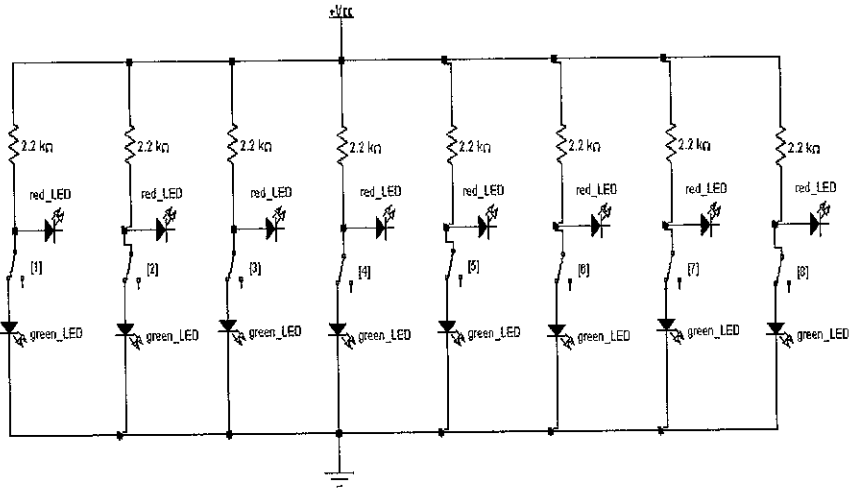 +Vcc
2.2 kΩ 2.2 kΩ 2.2 kΩ 2.2 kΩ 2.2 kΩ 2.2 kΩ 2.2 kΩ 2.2 kΩ
red_LED red_LED red_LED red_LED red_LED red_LED red_LED red_LED
[1] [2] [3] [4] [5] [6] [7] [8]
green_LED green_LED green_LED green_LED green_LED green_LED green_LED green_LED